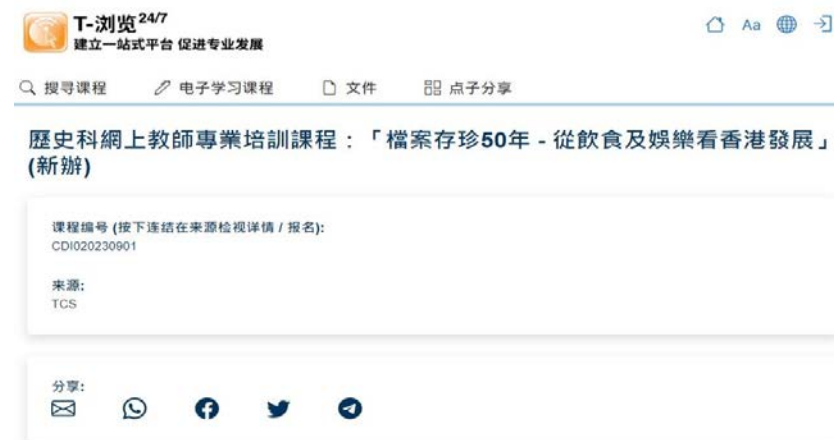 T-浏览 24/7
建立一站式平台 促进专业发展
Aa
搜寻课程 电子学习课程 文件 点子分享
歷史科網上教師專業培訓課程：「檔案存珍50年 - 從飲食及娛樂看香港發展」
(新辦)
课程编号 (按下连结在来源检视详情 / 报名):
CDI020230901
来源:
TCS
分享: